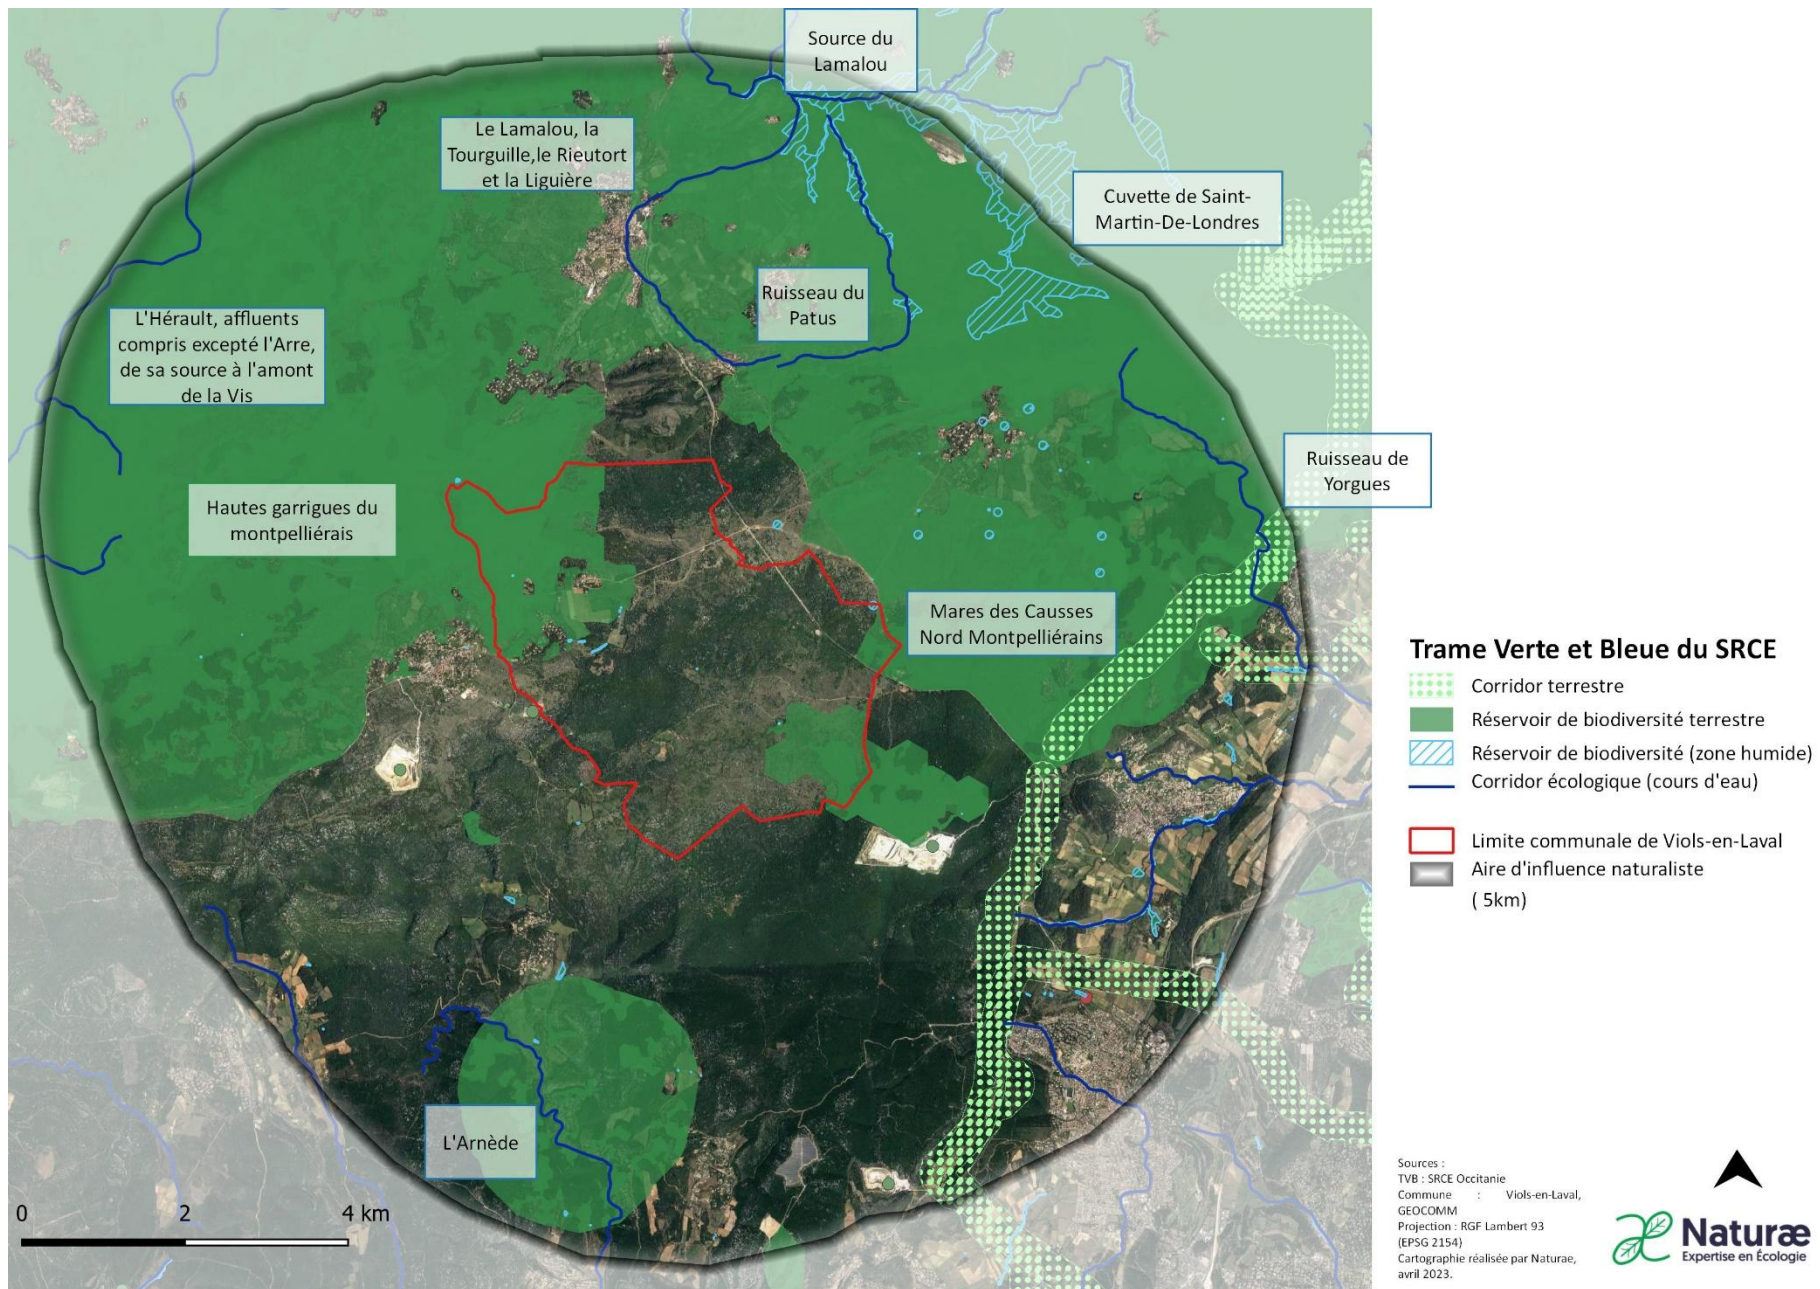 Source du
Lamalou
Le Lamalou, la
Tourguille,le Rieutort
et la Liguière
Cuvette de Saint-
Martin-De-Londres
Ruisseau du
Patus
L'Hérault, affluents
compris excepté l'Arre,
de sa source à l'amont
de la Vis
Ruisseau de
Yorgues
Hautes garrigues du
montpelliérais
Mares des Causses
Nord Montpelliérains
L'Arnède
0 2 4 km
Trame Verte et Bleue du SRCE
Corridor terrestre
Réservoir de biodiversité terrestre
Réservoir de biodiversité (zone humide)
Corridor écologique (cours d'eau)
Limite communale de Viols-en-Laval
Aire d'influence naturaliste
( 5km)
Sources :
TVB : SRCE Occitanie
Commune : Viols-en-Laval,
GEOCOMM
Projection : RGF Lambert 93
(EPSG 2154)
Cartographie réalisée par Naturae,
avril 2023.
Naturæ
Expertise en Écologie